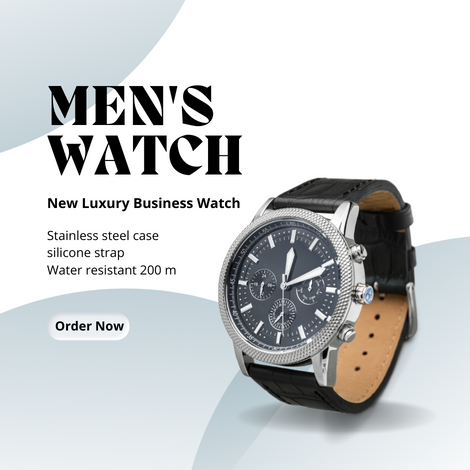 MEN'S
WATCH
New Luxury Business Watch
Stainless steel case
silicone strap
Water resistant 200 m
Order Now